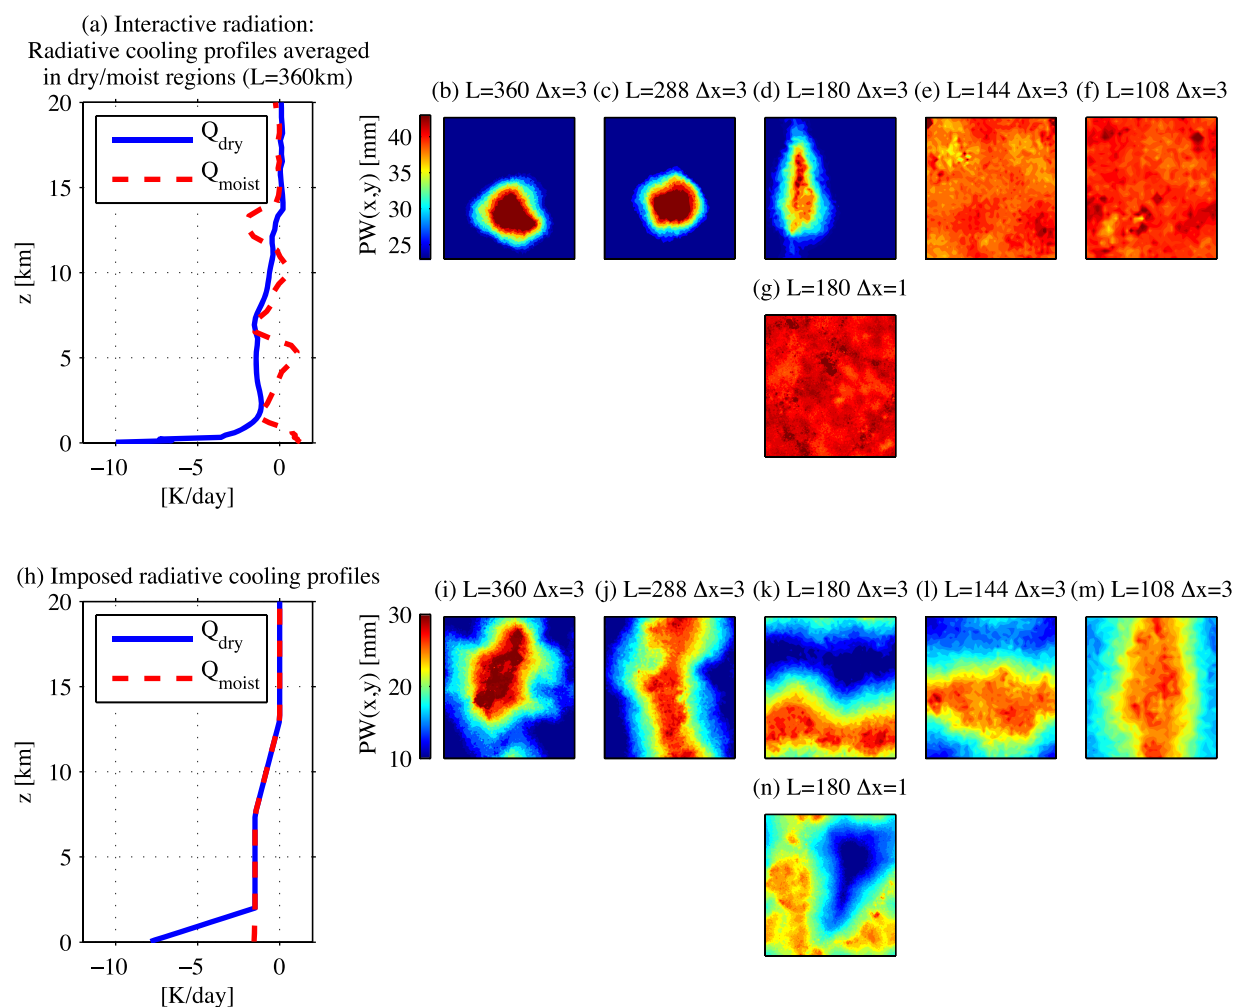 (a) Interactive radiation:
Radiative cooling profiles averaged
in dry/moist regions (L=360km)
20
15
10
5
0
z [km]
Q_dry
Q_moist
−10 −5 0
[K/day]
(b) L=360 Δx=3 (c) L=288 Δx=3 (d) L=180 Δx=3 (e) L=144 Δx=3 (f) L=108 Δx=3
PW(x,y) [mm]
40
35
30
25
(g) L=180 Δx=1
(h) Imposed radiative cooling profiles
20
15
10
5
0
z [km]
Q_dry
Q_moist
−10 −5 0
[K/day]
(i) L=360 Δx=3 (j) L=288 Δx=3 (k) L=180 Δx=3 (l) L=144 Δx=3 (m) L=108 Δx=3
PW(x,y) [mm]
30
20
10
(n) L=180 Δx=1